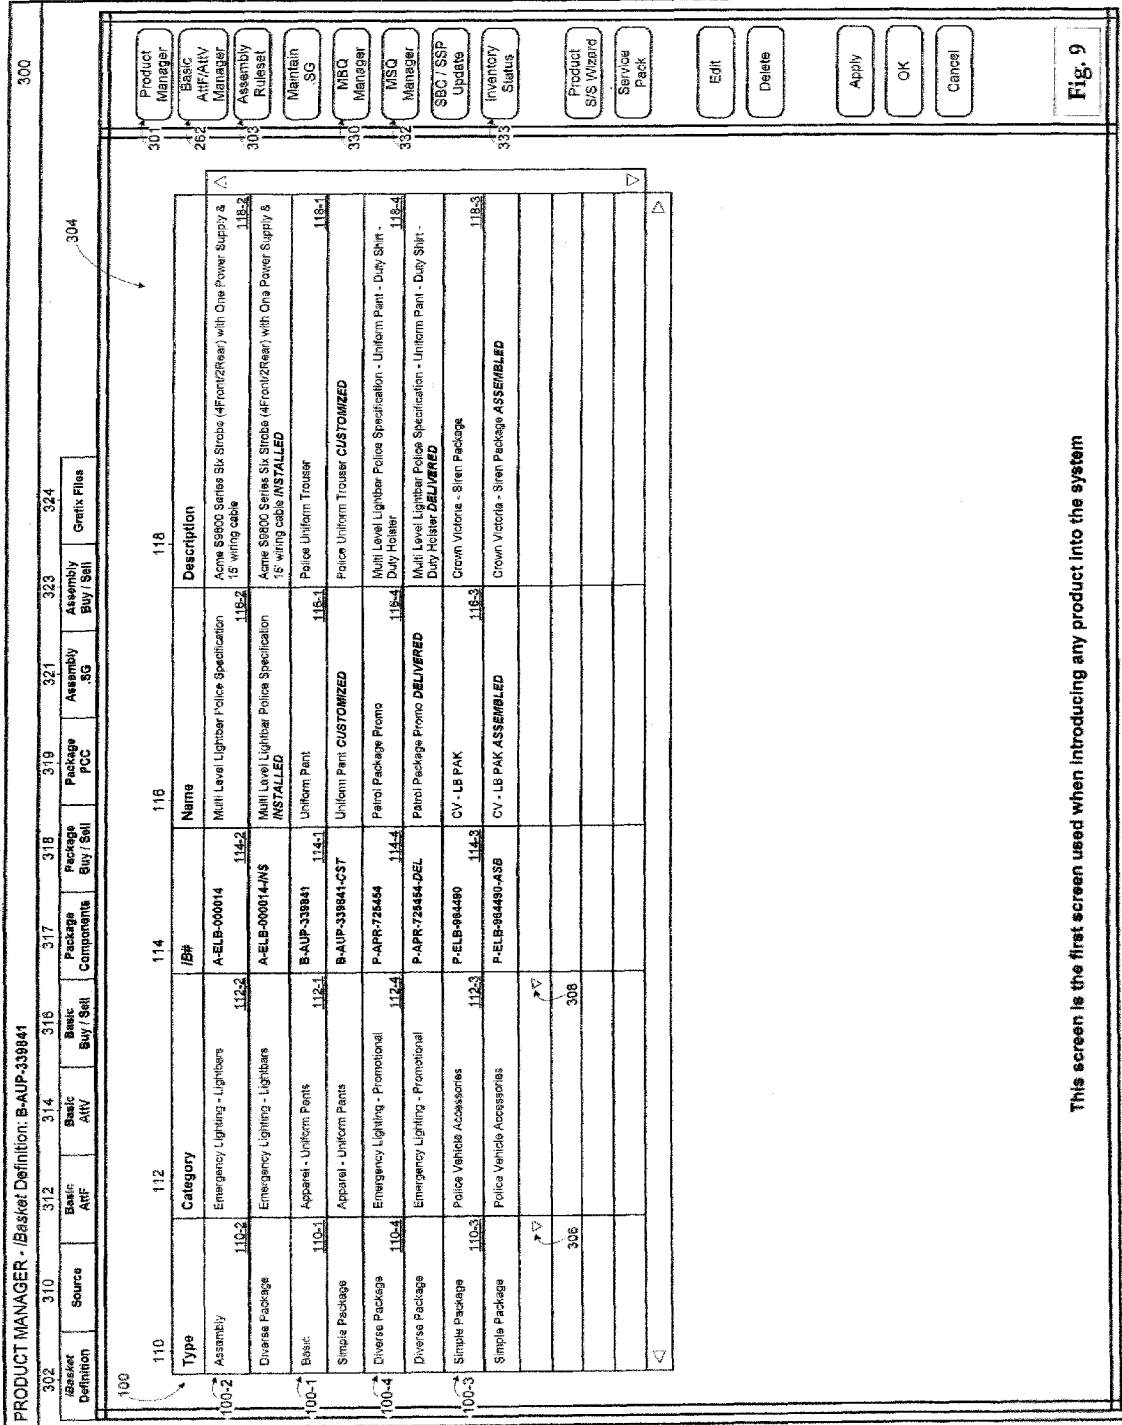 PRODUCT MANAGER - IBasket Definition: B-AUP-339841
300
302 310 312 314 316 317 318 319 321 323 324
IBasket Definition
Source
Basic AttF
Basic AttV
Basic Buy / Sell
Package Components
Package Buy / Sell
Package PCC
Assembly .SG
Assembly Buy / Sell
Grafix Files
304
100
110 112 114 116 118
Type Category IB# Name Description
100-2
Assembly
110-2
Emergency Lighting - Lightbars
112-2
A-ELB-000014
114-2
Multi Level Lightbar Police Specification
116-2
Acme S9800 Series Six Strobe (4Front/2Rear) with One Power Supply &
15' wiring cable
118-2
Diverse Package
Emergency Lighting - Lightbars
A-ELB-000014-INS
Multi Level Lightbar Police Specification
INSTALLED
Acme S9800 Series Six Strobe (4Front/2Rear) with One Power Supply &
15' wiring cable INSTALLED
100-1
Basic
110-1
Apparel - Uniform Pants
112-1
B-AUP-339841
114-1
Uniform Pant
116-1
Police Uniform Trouser
118-1
Simple Package
Apparel - Uniform Pants
B-AUP-339841-CST
Uniform Pant CUSTOMIZED
Police Uniform Trouser CUSTOMIZED
100-4
Diverse Package
110-4
Emergency Lighting - Promotional
112-4
P-APR-725454
114-4
Patrol Package Promo
116-4
Multi Level Lightbar Police Specification - Uniform Pant - Duty Shirt -
Duty Holster
118-4
Diverse Package
Emergency Lighting - Promotional
P-APR-725454-DEL
Patrol Package Promo DELIVERED
Multi Level Lightbar Police Specification - Uniform Pant - Duty Shirt -
Duty Holster DELIVERED
100-3
Simple Package
110-3
Police Vehicle Accessories
112-3
P-ELB-984490
114-3
CV - LB PAK
116-3
Crown Victoria - Siren Package
118-3
Simple Package
Police Vehicle Accessories
P-ELB-984490-ASB
CV - LB PAK ASSEMBLED
Crown Victoria - Siren Package ASSEMBLED
306
308
301
Product
Manager
262
Basic
AttF/AttV
Manager
303
Assembly
Ruleset
Maintain
.SG
330
MBQ
Manager
332
MSQ
Manager
SBC / SSP
Update
333
Inventory
Status
Product
S/S Wizard
Service
Pack
Edit
Delete
Apply
OK
Cancel
This screen is the first screen used when introducing any product into the system
Fig. 9